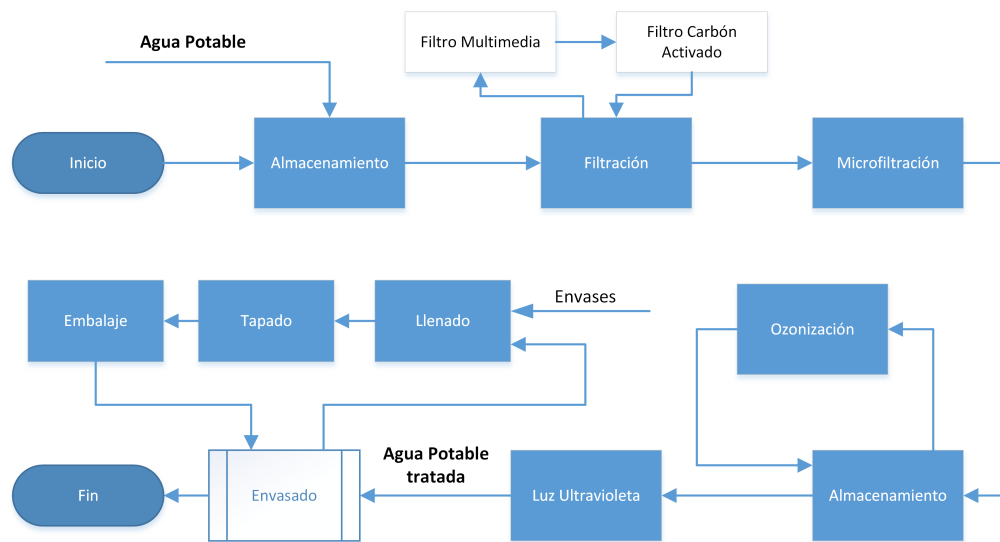 Agua Potable
Filtro Multimedia
Filtro Carbón
Activado
Inicio
Almacenamiento
Filtración
Microfiltración
Embalaje
Tapado
Llenado
Envases
Ozonización
Agua Potable
tratada
Fin
Envasado
Luz Ultravioleta
Almacenamiento